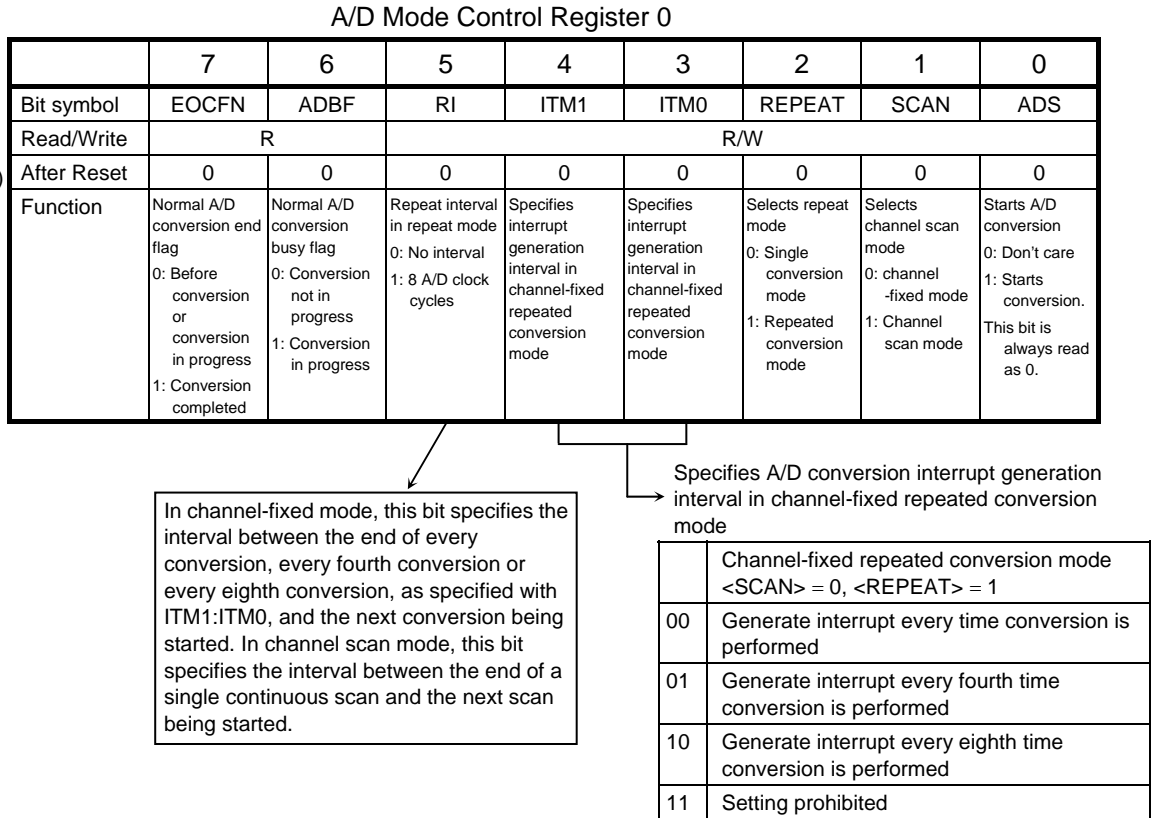 A/D Mode Control Register 0
7 6 5 4 3 2 1 0
Bit symbol EOCFN ADBF RI ITM1 ITM0 REPEAT SCAN ADS
Read/Write R R/W
)
After Reset 0 0 0 0 0 0 0 0
Function
Normal A/D
conversion end
flag
0: Before
conversion
or
conversion
in progress
1: Conversion
completed
Normal A/D
conversion
busy flag
0: Conversion
not in
progress
1: Conversion
in progress
Repeat interval
in repeat mode
0: No interval
1: 8 A/D clock
cycles
Specifies
interrupt
generation
interval in
channel-fixed
repeated
conversion
mode
Specifies
interrupt
generation
interval in
channel-fixed
repeated
conversion
mode
Selects repeat
mode
0: Single
conversion
mode
1: Repeated
conversion
mode
Selects
channel scan
mode
0: channel
-fixed mode
1: Channel
scan mode
Starts A/D
conversion
0: Don't care
1: Starts
conversion.
This bit is
always read
as 0.
In channel-fixed mode, this bit specifies the
interval between the end of every
conversion, every fourth conversion or
every eighth conversion, as specified with
ITM1:ITM0, and the next conversion being
started. In channel scan mode, this bit
specifies the interval between the end of a
single continuous scan and the next scan
being started.
Specifies A/D conversion interrupt generation
interval in channel-fixed repeated conversion
mode
Channel-fixed repeated conversion mode
<SCAN> = 0, <REPEAT> = 1
00 Generate interrupt every time conversion is
performed
01 Generate interrupt every fourth time
conversion is performed
10 Generate interrupt every eighth time
conversion is performed
11 Setting prohibited